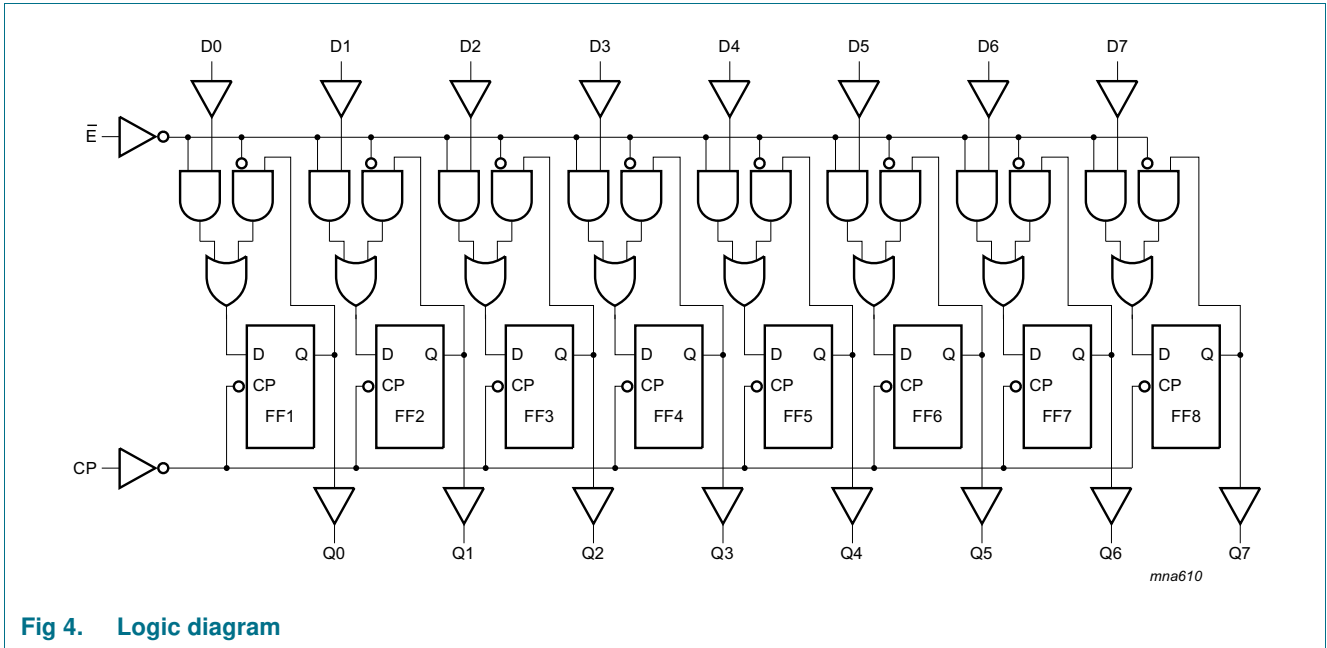 D0 D1 D2 D3 D4 D5 D6 D7
E̅
D Q D Q D Q D Q D Q D Q D Q D Q
CP CP CP CP CP CP CP CP
FF1 FF2 FF3 FF4 FF5 FF6 FF7 FF8
CP
Q0 Q1 Q2 Q3 Q4 Q5 Q6 Q7
mna610
Fig 4. Logic diagram